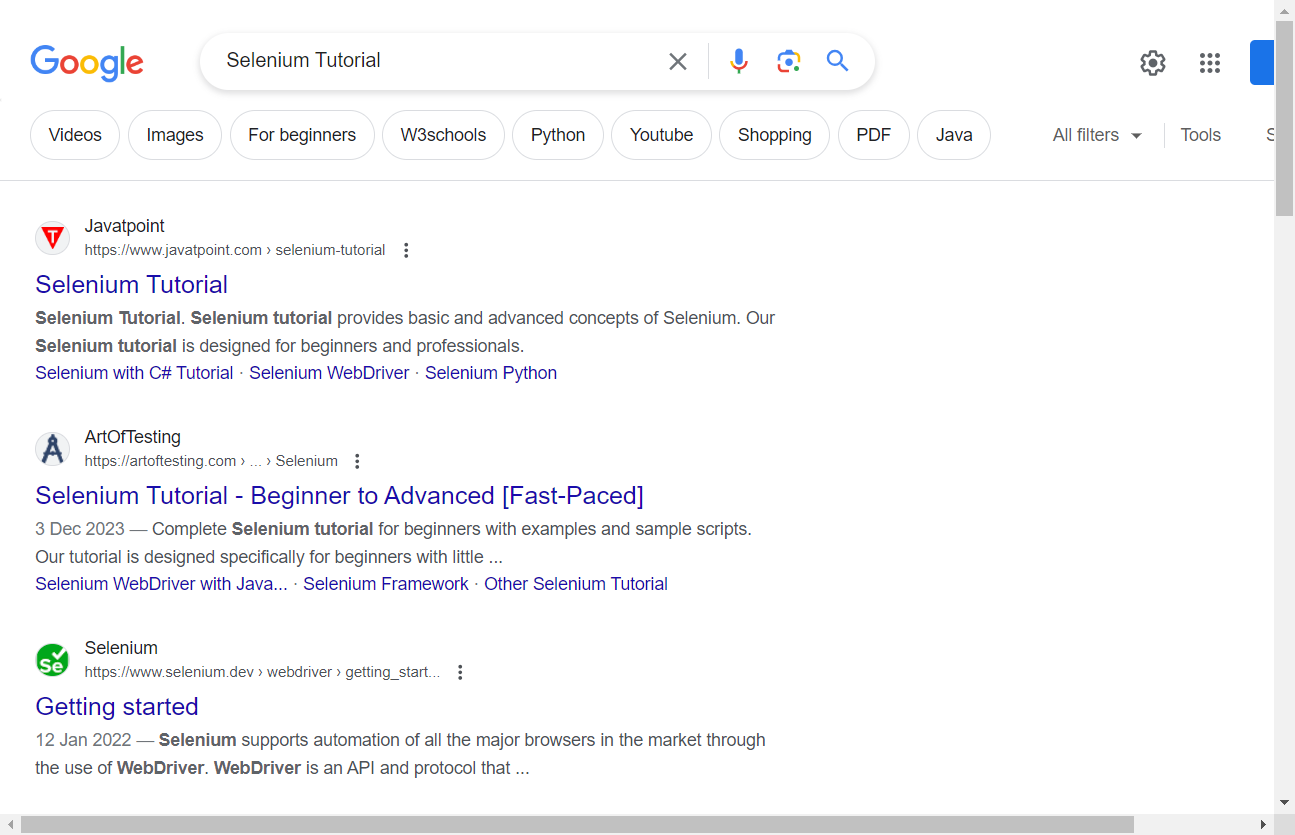 Google
Selenium Tutorial
Videos
Images
For beginners
W3schools
Python
Youtube
Shopping
PDF
Java
All filters
Tools
Javatpoint
https://www.javatpoint.com › selenium-tutorial
Selenium Tutorial
Selenium Tutorial. Selenium tutorial provides basic and advanced concepts of Selenium. Our
Selenium tutorial is designed for beginners and professionals.
Selenium with C# Tutorial · Selenium WebDriver · Selenium Python
ArtOfTesting
https://artoftesting.com › ... › Selenium
Selenium Tutorial - Beginner to Advanced [Fast-Paced]
3 Dec 2023 — Complete Selenium tutorial for beginners with examples and sample scripts.
Our tutorial is designed specifically for beginners with little ...
Selenium WebDriver with Java... · Selenium Framework · Other Selenium Tutorial
Se
Selenium
https://www.selenium.dev › webdriver › getting_start...
Getting started
12 Jan 2022 — Selenium supports automation of all the major browsers in the market through
the use of WebDriver. WebDriver is an API and protocol that ...